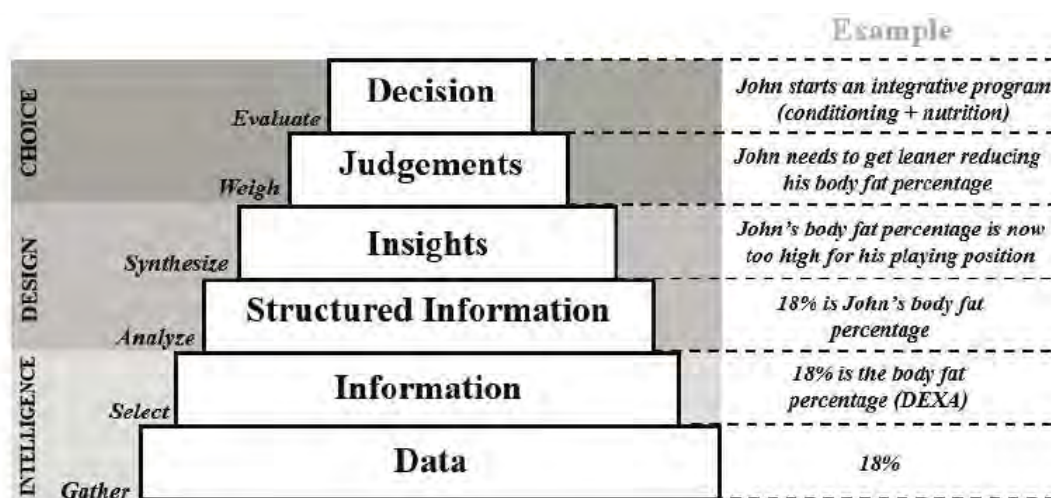 Example
CHOICE
Decision
Evaluate
John starts an integrative program
(conditioning + nutrition)
Judgements
Weigh
John needs to get leaner reducing
his body fat percentage
DESIGN
Insights
Synthesize
John's body fat percentage is now
too high for his playing position
Structured Information
Analyze
18% is John's body fat
percentage
INTELLIGENCE
Information
Select
18% is the body fat
percentage (DEXA)
Data
Gather
18%